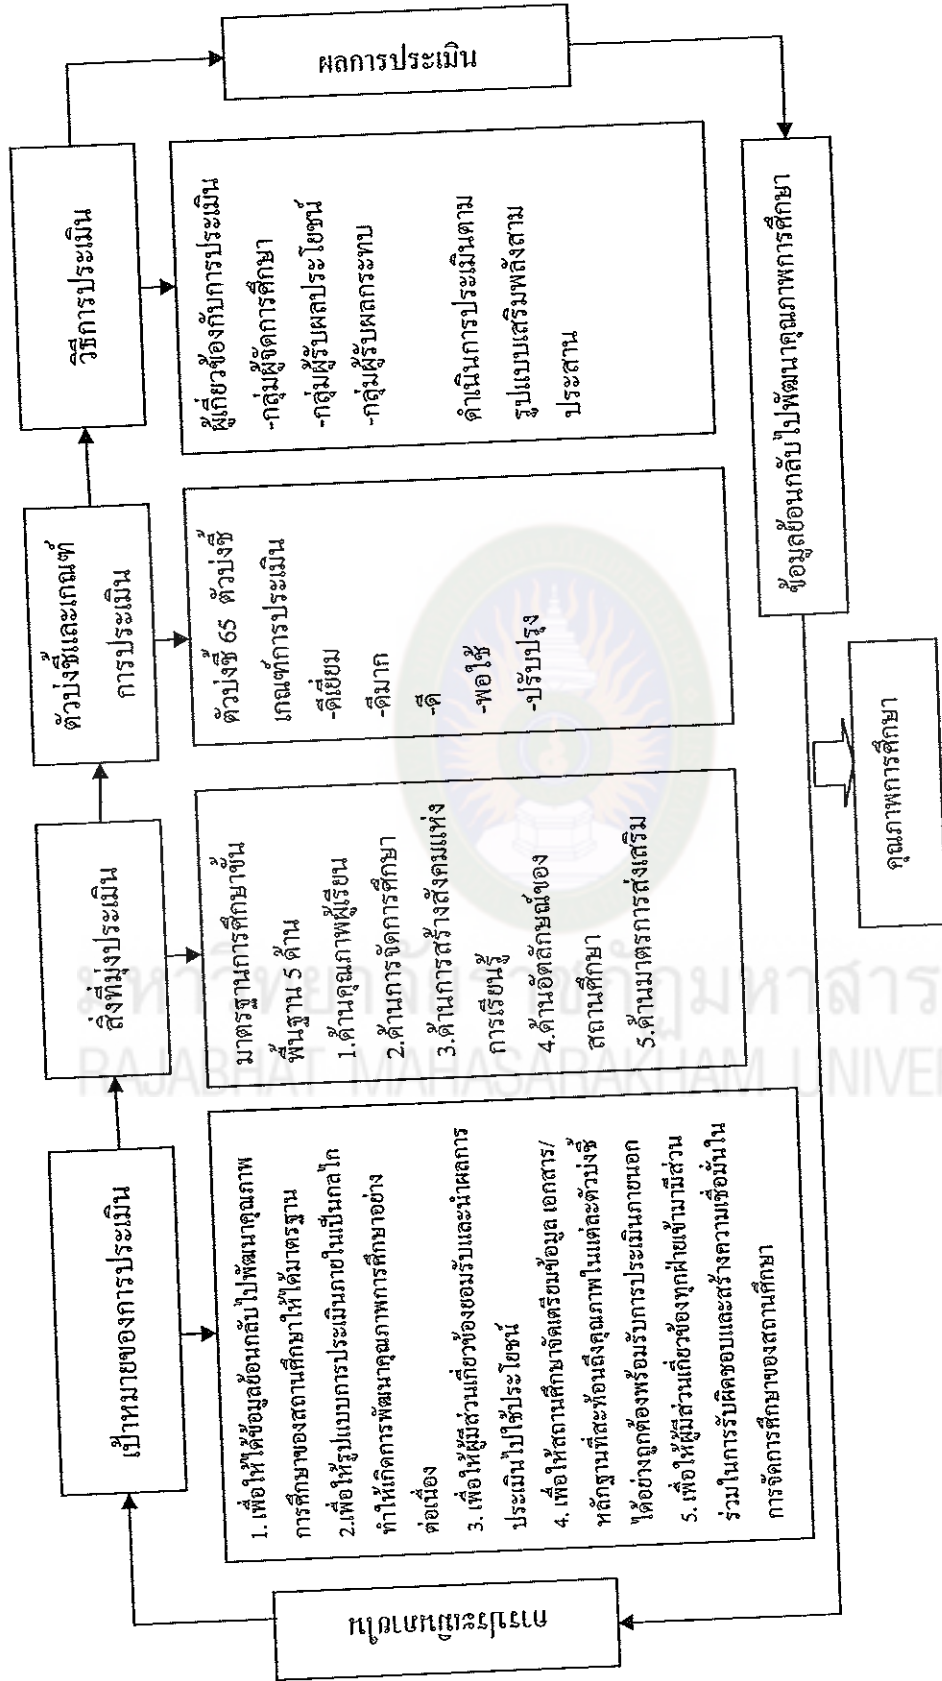 การประเมินภายใน
เป้าหมายของการประเมิน
1. เพื่อให้ได้ข้อมูลย้อนกลับไปพัฒนาคุณภาพ
การศึกษาของสถานศึกษาให้ได้มาตรฐาน
2.เพื่อให้รูปแบบการประเมินภายในเป็นกลไก
ทำให้เกิดการพัฒนาคุณภาพการศึกษาอย่าง
ต่อเนื่อง
3. เพื่อให้ผู้มีส่วนเกี่ยวข้องยอมรับและนำผลการ
ประเมินไปใช้ประโยชน์
4. เพื่อให้สถานศึกษาจัดเตรียมข้อมูล เอกสาร/
หลักฐานที่สะท้อนถึงคุณภาพในแต่ละตัวบ่งชี้
ได้อย่างถูกต้องพร้อมรับการประเมินภายนอก
5. เพื่อให้ผู้มีส่วนเกี่ยวข้องทุกฝ่ายเข้ามามีส่วน
ร่วมในการรับผิดชอบและสร้างความเชื่อมั่นใน
การจัดการศึกษาของสถานศึกษา
สิ่งที่มุ่งประเมิน
มาตรฐานการศึกษาขั้น
พื้นฐาน 5 ด้าน
1.ด้านคุณภาพผู้เรียน
2.ด้านการจัดการศึกษา
3.ด้านการสร้างสังคมแห่ง
การเรียนรู้
4.ด้านอัตลักษณ์ของ
สถานศึกษา
5.ด้านมาตรการส่งเสริม
ตัวบ่งชี้และเกณฑ์
การประเมิน
ตัวบ่งชี้ 65 ตัวบ่งชี้
เกณฑ์การประเมิน
-ดีเยี่ยม
-ดีมาก
-ดี
-พอใช้
-ปรับปรุง
วิธีการประเมิน
ผู้เกี่ยวข้องกับการประเมิน
-กลุ่มผู้จัดการศึกษา
-กลุ่มผู้รับผลประโยชน์
-กลุ่มผู้รับผลกระทบ
ดำเนินการประเมินตาม
รูปแบบเสริมพลังสาม
ประสาน
ผลการประเมิน
ข้อมูลย้อนกลับไปพัฒนาคุณภาพการศึกษา
คุณภาพการศึกษา
มหาวิทยาลัยราชภัฏมหาสาร
RAJABHAT MAHASARAKHAM UNIVE